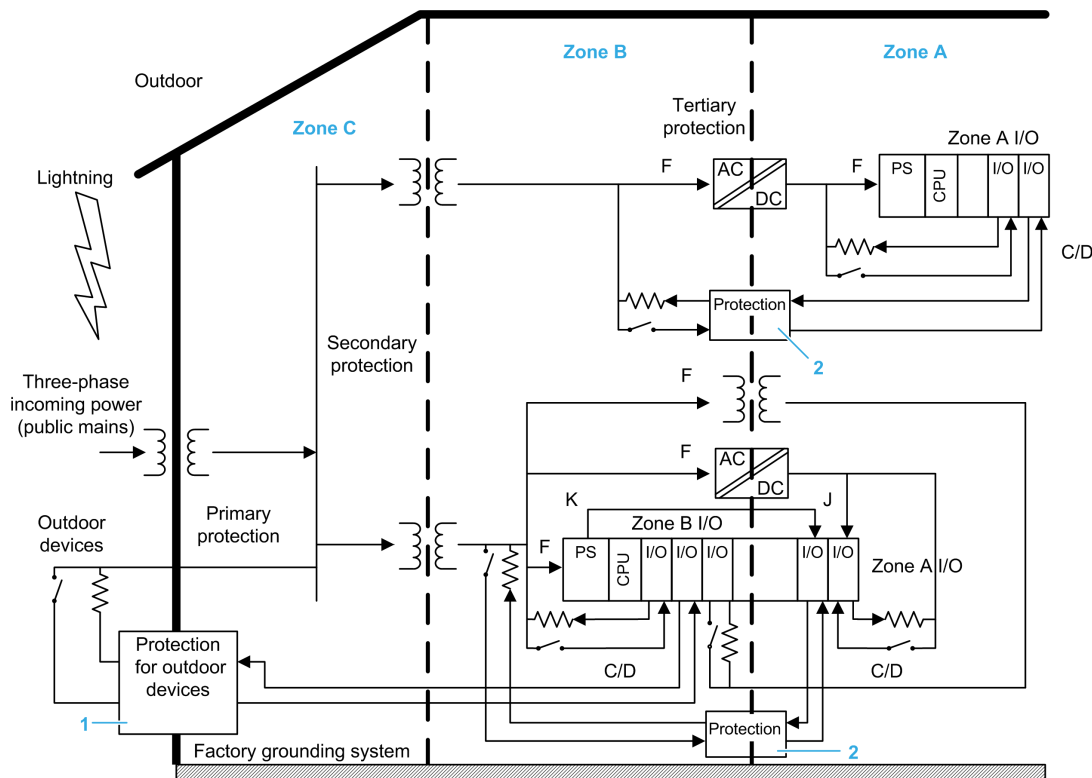 Zone B
Zone A
Outdoor
Tertiary
protection
Zone C
Zone A I/O
Lightning
F
AC
DC
F
PS
CPU
I/O
I/O
C/D
Protection
2
Secondary
protection
Three-phase
incoming power
(public mains)
F
F
AC
DC
K
J
Outdoor
devices
Primary
protection
Zone B I/O
F
PS
CPU
I/O
I/O
I/O
I/O
I/O
Zone A I/O
Protection
for outdoor
devices
C/D
C/D
1
Protection
2
Factory grounding system